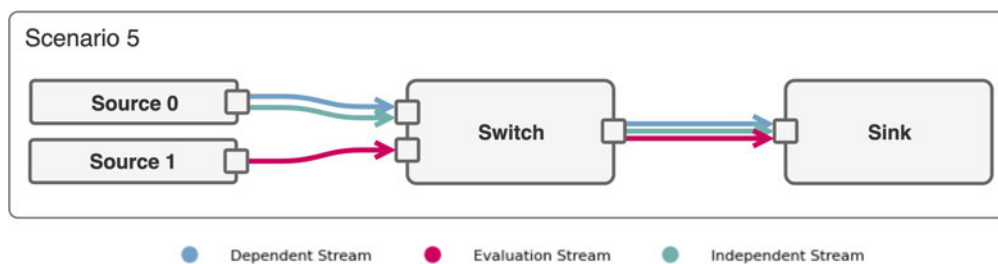 Scenario 5
Source 0
Source 1
Switch
Sink
Dependent Stream
Evaluation Stream
Independent Stream